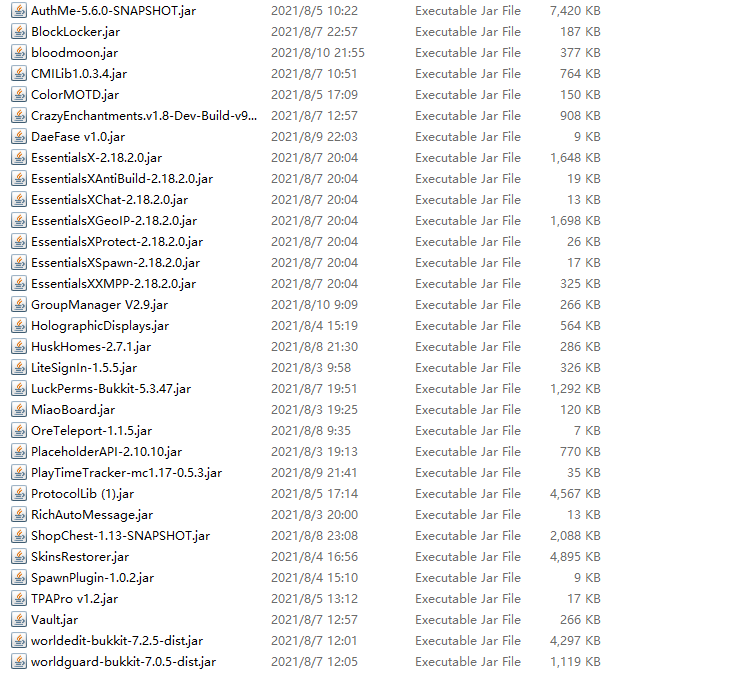 AuthMe-5.6.0-SNAPSHOT.jar 2021/8/5 10:22 Executable Jar File 7,420 KB
BlockLocker.jar 2021/8/7 22:57 Executable Jar File 187 KB
bloodmoon.jar 2021/8/10 21:55 Executable Jar File 377 KB
CMILib1.0.3.4.jar 2021/8/7 10:51 Executable Jar File 764 KB
ColorMOTD.jar 2021/8/5 17:09 Executable Jar File 150 KB
CrazyEnchantments.v1.8-Dev-Build-v9... 2021/8/7 12:57 Executable Jar File 908 KB
DaeFase v1.0.jar 2021/8/9 22:03 Executable Jar File 9 KB
EssentialsX-2.18.2.0.jar 2021/8/7 20:04 Executable Jar File 1,648 KB
EssentialsXAntiBuild-2.18.2.0.jar 2021/8/7 20:04 Executable Jar File 19 KB
EssentialsXChat-2.18.2.0.jar 2021/8/7 20:04 Executable Jar File 13 KB
EssentialsXGeoIP-2.18.2.0.jar 2021/8/7 20:04 Executable Jar File 1,698 KB
EssentialsXProtect-2.18.2.0.jar 2021/8/7 20:04 Executable Jar File 26 KB
EssentialsXSpawn-2.18.2.0.jar 2021/8/7 20:04 Executable Jar File 17 KB
EssentialsXXMPP-2.18.2.0.jar 2021/8/7 20:04 Executable Jar File 325 KB
GroupManager V2.9.jar 2021/8/10 9:09 Executable Jar File 266 KB
HolographicDisplays.jar 2021/8/4 15:19 Executable Jar File 564 KB
HuskHomes-2.7.1.jar 2021/8/8 21:30 Executable Jar File 286 KB
LiteSignIn-1.5.5.jar 2021/8/3 9:58 Executable Jar File 326 KB
LuckPerms-Bukkit-5.3.47.jar 2021/8/7 19:51 Executable Jar File 1,292 KB
MiaoBoard.jar 2021/8/3 19:25 Executable Jar File 120 KB
OreTeleport-1.1.5.jar 2021/8/8 9:35 Executable Jar File 7 KB
PlaceholderAPI-2.10.10.jar 2021/8/3 19:13 Executable Jar File 770 KB
PlayTimeTracker-mc1.17-0.5.3.jar 2021/8/9 21:41 Executable Jar File 35 KB
ProtocolLib (1).jar 2021/8/5 17:14 Executable Jar File 4,567 KB
RichAutoMessage.jar 2021/8/3 20:00 Executable Jar File 13 KB
ShopChest-1.13-SNAPSHOT.jar 2021/8/8 23:08 Executable Jar File 2,088 KB
SkinsRestorer.jar 2021/8/4 16:56 Executable Jar File 4,895 KB
SpawnPlugin-1.0.2.jar 2021/8/4 15:10 Executable Jar File 9 KB
TPAPro v1.2.jar 2021/8/5 13:12 Executable Jar File 17 KB
Vault.jar 2021/8/7 12:57 Executable Jar File 266 KB
worldedit-bukkit-7.2.5-dist.jar 2021/8/7 12:01 Executable Jar File 4,297 KB
worldguard-bukkit-7.0.5-dist.jar 2021/8/7 12:05 Executable Jar File 1,119 KB